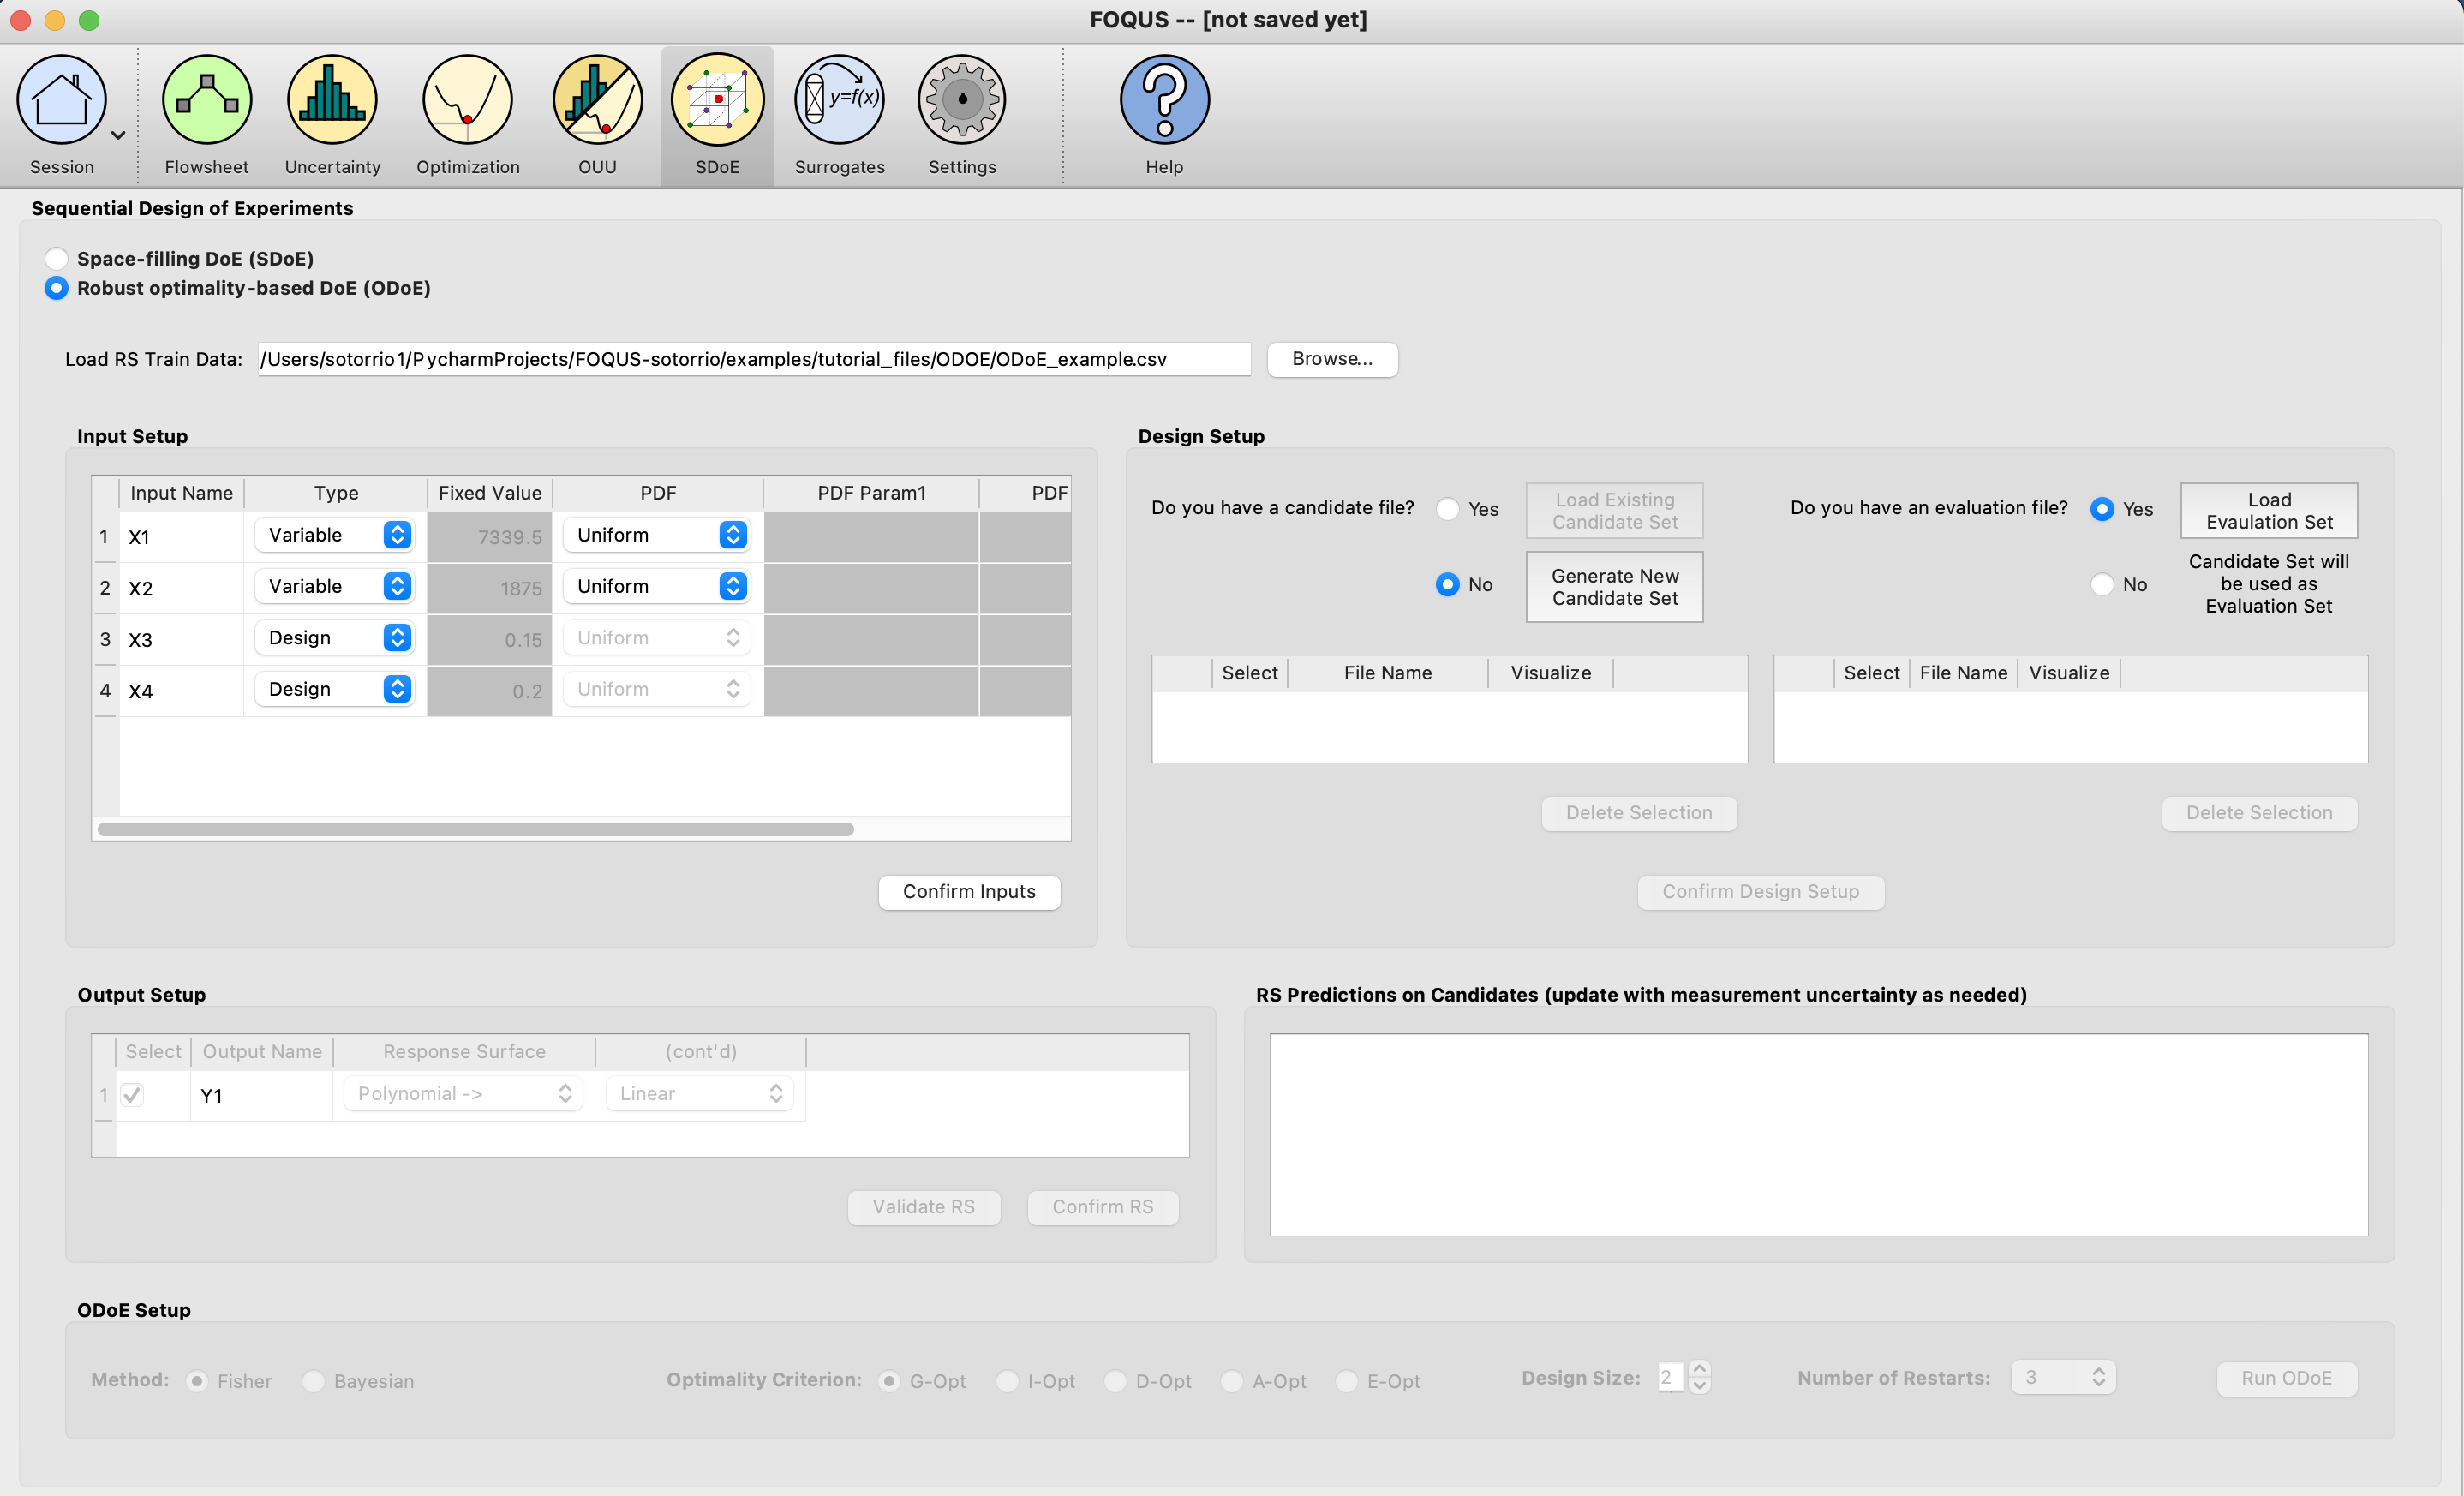 FOQUS -- [not saved yet]
y=f(x)
Session
Flowsheet
Uncertainty
Optimization
OUU
SDoE
Surrogates
Settings
Help
Sequential Design of Experiments
Space-filling DoE (SDoE)
Robust optimality-based DoE (ODoE)
Load RS Train Data: /Users/sotorrio1/PycharmProjects/FOQUS-sotorrio/examples/tutorial_files/ODOE/ODoE_example.csv Browse...
Input Setup
Input Name Type Fixed Value PDF PDF Param1 PDF
1 X1 Variable 7339.5 Uniform
2 X2 Variable 1875 Uniform
3 X3 Design 0.15 Uniform
4 X4 Design 0.2 Uniform
Confirm Inputs
Design Setup
Do you have a candidate file? Yes
Load Existing
Candidate Set
No
Generate New
Candidate Set
Do you have an evaluation file? Yes
Load
Evaulation Set
No
Candidate Set will
be used as
Evaluation Set
Select File Name Visualize
Select File Name Visualize
Delete Selection
Delete Selection
Confirm Design Setup
Output Setup
Select Output Name Response Surface (cont'd)
1 Y1 Polynomial -> Linear
Validate RS Confirm RS
RS Predictions on Candidates (update with measurement uncertainty as needed)
ODoE Setup
Method: Fisher Bayesian Optimality Criterion: G-Opt I-Opt D-Opt A-Opt E-Opt Design Size: 2 Number of Restarts: 3 Run ODoE